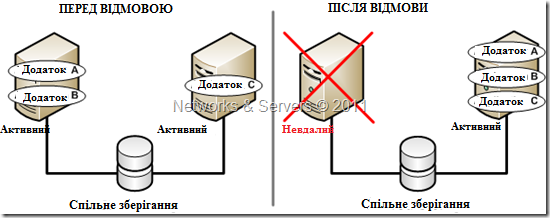 ПЕРЕД ВІДМОВОЮ
ПІСЛЯ ВІДМОВИ
Додаток A
Додаток B
Активний
Додаток C
Активний
Невдалий
Додаток A
Додаток B
Додаток C
Активний
Networks & Servers © 2011
Спільне зберігання
Спільне зберігання